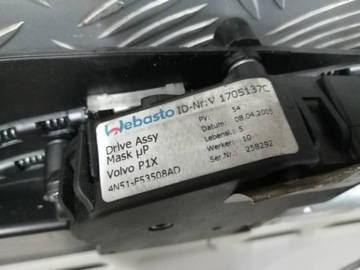 Webasto ID-Nr:V 1705137C
Drive Assy
Mask µP
Volvo P1X
4N51-F53508AD
PV: 54
Datum: 08.04.2005
Lebensl.: 5
Werker: 10
Ser.Nr.: 258292